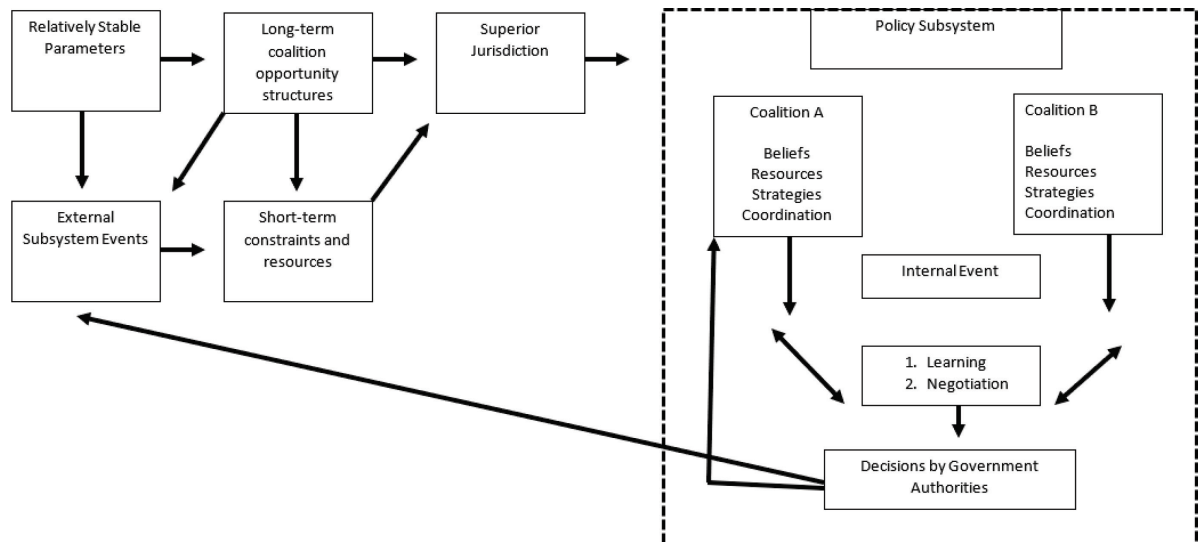 Relatively Stable
Parameters
Long-term
coalition
opportunity
structures
Superior
Jurisdiction
External
Subsystem Events
Short-term
constraints and
resources
Policy Subsystem
Coalition A
Beliefs
Resources
Strategies
Coordination
Coalition B
Beliefs
Resources
Strategies
Coordination
Internal Event
1. Learning
2. Negotiation
Decisions by Government
Authorities